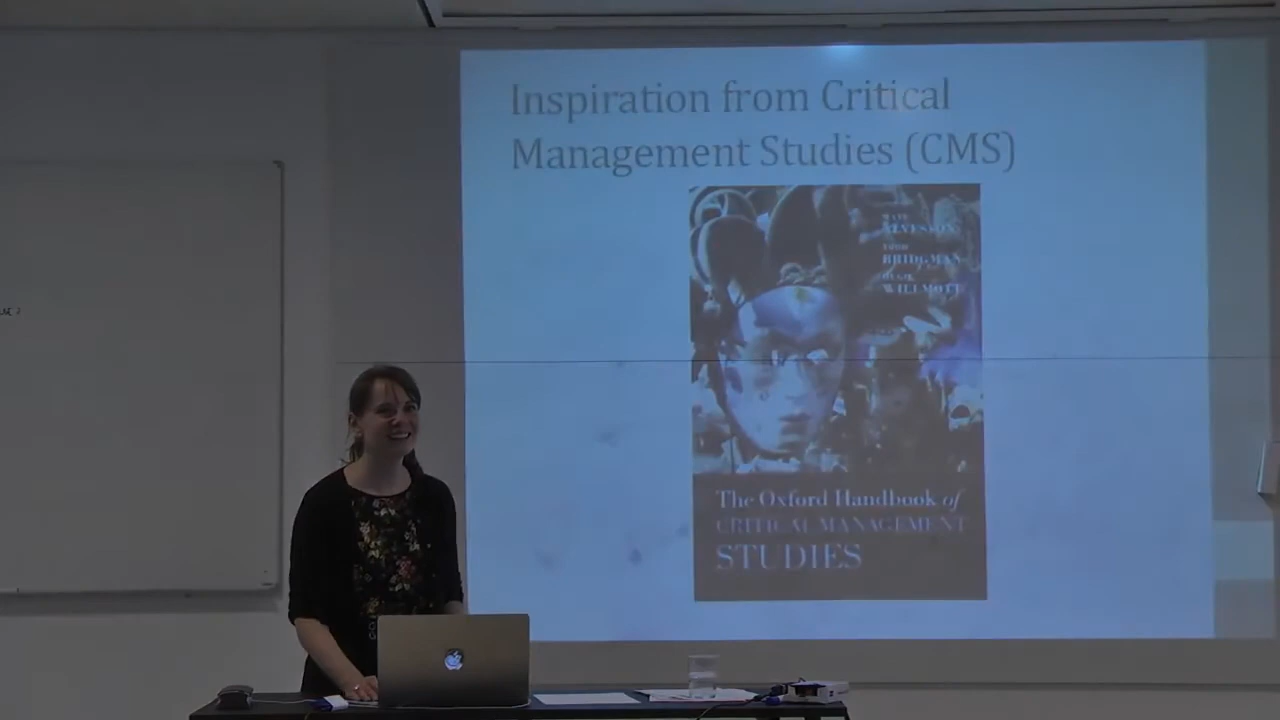 Inspiration from Critical
Management Studies (CMS)
ALVESSON
BRIDGMAN
WILLMOTT
The Oxford Handbook of
CRITICAL MANAGEMENT
STUDIES